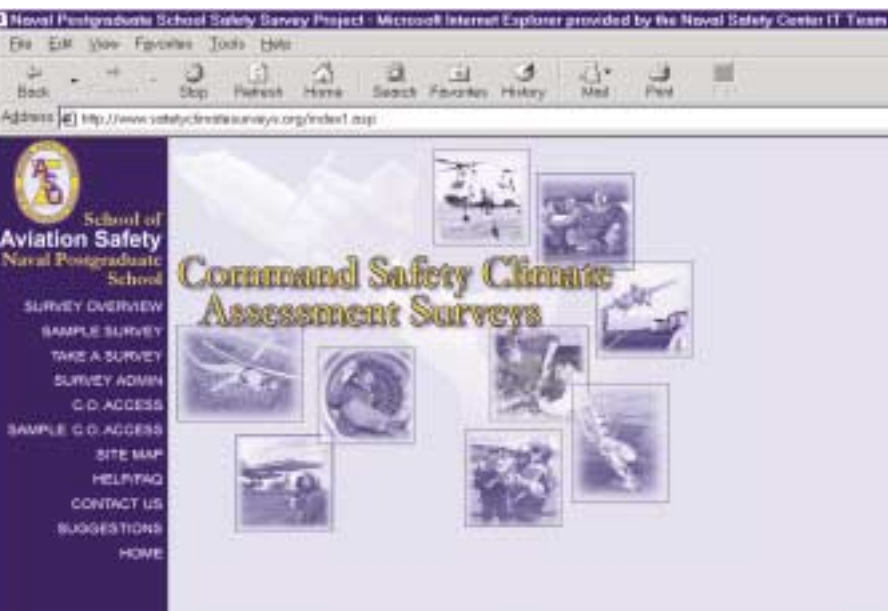 Naval Postgraduate School Safety Survey Project - Microsoft Internet Explorer provided by the Naval Safety Center IT Team
File Edit View Favorites Tools Help
Back Stop Refresh Home Search Favorites History Mail Print
Address http://www.safetyclimatesurveys.org/index1.asp
School of
Aviation Safety
Naval Postgraduate
School
SURVEY OVERVIEW
SAMPLE SURVEY
TAKE A SURVEY
SURVEY ADMIN
C.O. ACCESS
SAMPLE C.O. ACCESS
SITE MAP
HELP/FAQ
CONTACT US
SUGGESTIONS
HOME
Command Safety Climate
Assessment Surveys